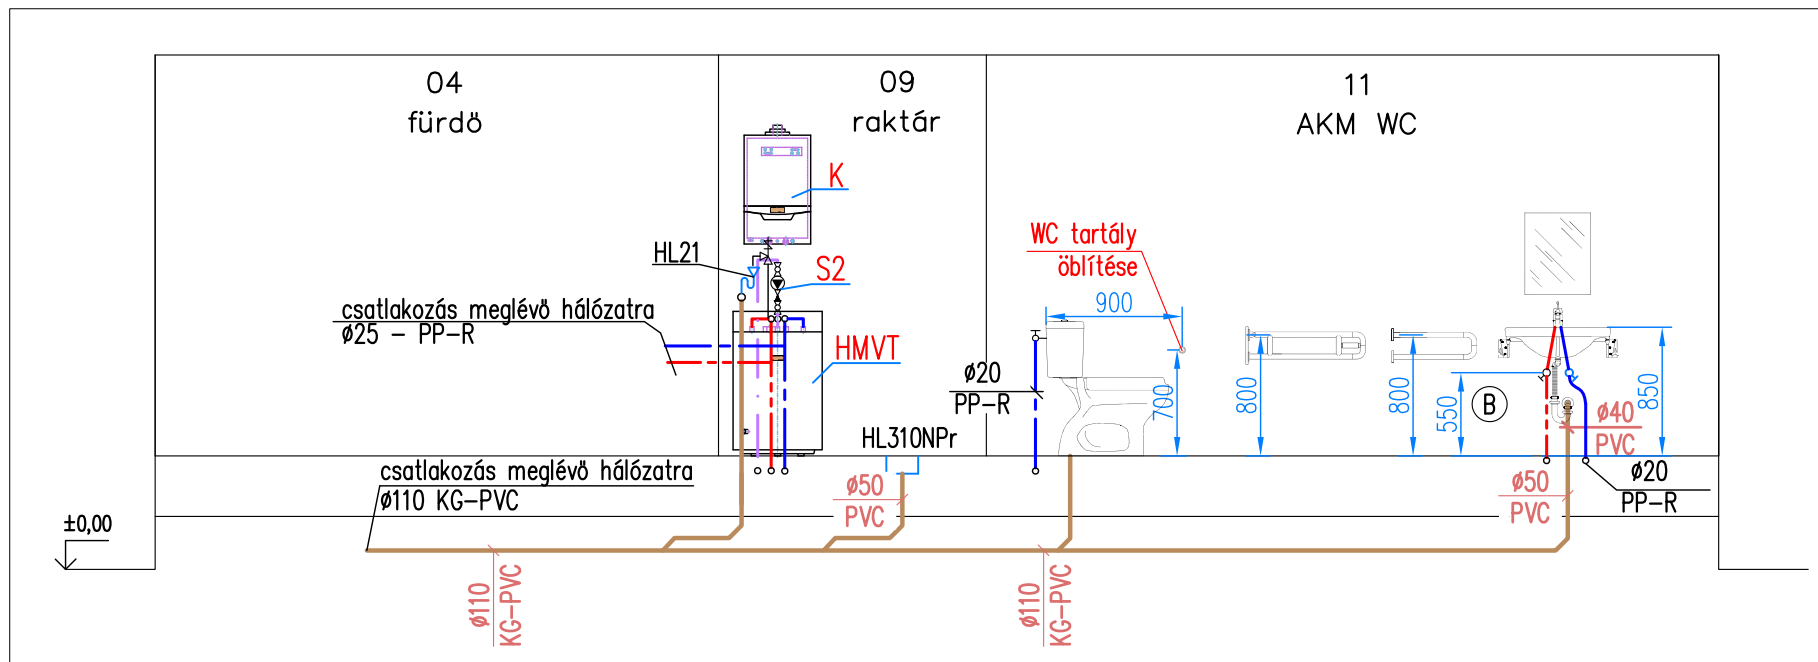 04
fürdő
09
raktár
11
AKM WC
K
HL21
S2
csatlakozás meglévő hálózatra
ø25 - PP-R
HMVT
WC tartály
öblítése
900
ø20
PP-R
700
800
800
550
B
850
ø40
PVC
HL310NPr
csatlakozás meglévő hálózatra
ø110 KG-PVC
ø50
PVC
ø50
PVC
ø20
PP-R
±0,00
ø110
KG-PVC
ø110
KG-PVC